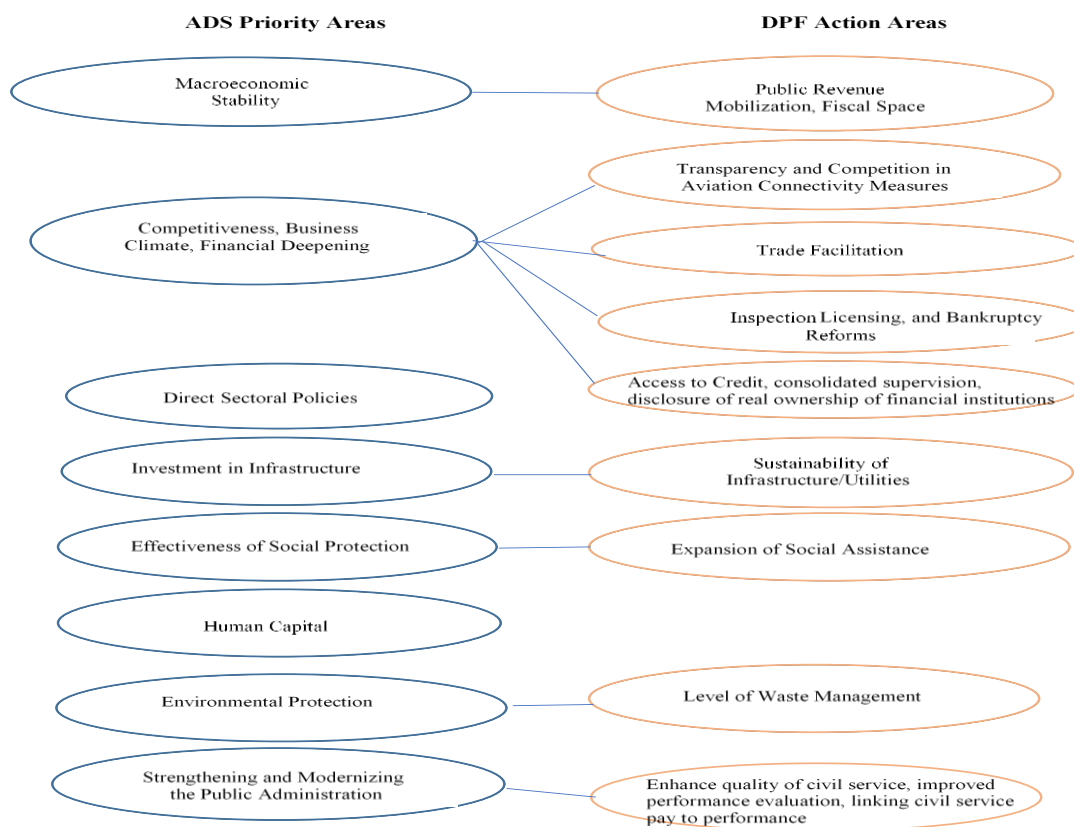 ADS Priority Areas
DPF Action Areas
Macroeconomic
Stability
Public Revenue
Mobilization, Fiscal Space
Transparency and Competition in
Aviation Connectivity Measures
Competitiveness, Business
Climate, Financial Deepening
Trade Facilitation
Inspection Licensing, and Bankruptcy
Reforms
Direct Sectoral Policies
Access to Credit, consolidated supervision,
disclosure of real ownership of financial institutions
Investment in Infrastructure
Sustainability of
Infrastructure/Utilities
Effectiveness of Social Protection
Expansion of Social Assistance
Human Capital
Environmental Protection
Level of Waste Management
Strengthening and Modernizing
the Public Administration
Enhance quality of civil service, improved
performance evaluation, linking civil service
pay to performance